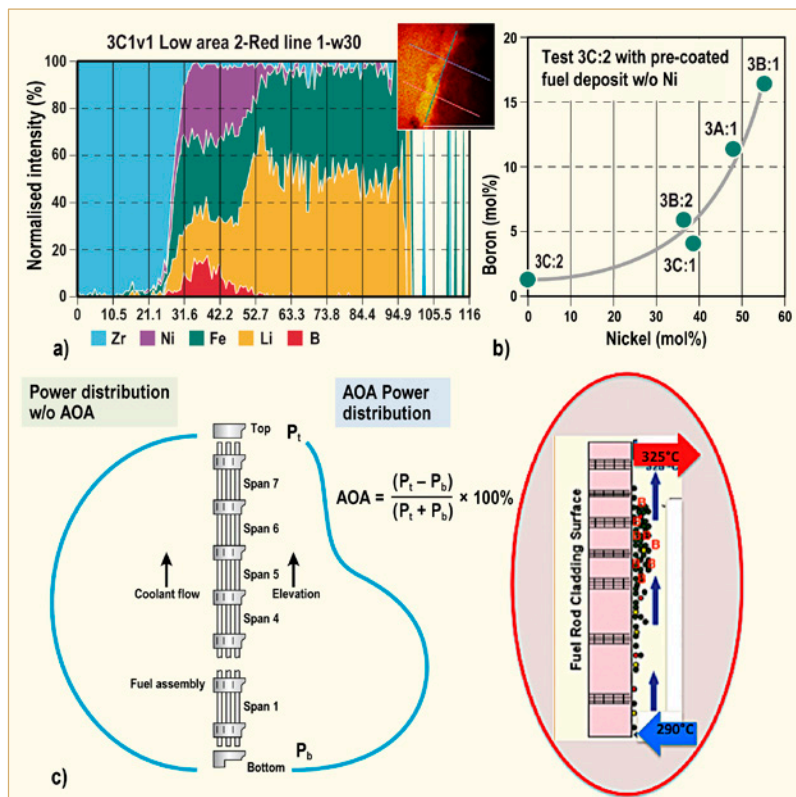 3C1v1 Low area 2-Red line 1-w30
Normalised intensity (%)
100
80
60
40
20
0
0 10.5 21.1 31.6 42.2 52.7 63.3 73.8 84.4 94.9 105.5 116
Zr Ni Fe Li B
a)
Test 3C:2 with pre-coated
fuel deposit w/o Ni
Boron (mol%)
20
15
10
5
0
3B:1
3A:1
3B:2
3C:1
3C:2
0 10 20 30 40 50 60
Nickel (mol%)
b)
Power distribution
w/o AOA
AOA Power
distribution
Top
Pt
Span 7
Span 6
Span 5
Span 4
Coolant flow
Elevation
Fuel assembly
Span 1
Bottom
Pb
AOA = (Pt – Pb) / (Pt + Pb) × 100%
Fuel Rod Cladding Surface
325°C
B
B
B
B
B
B
290°C
c)